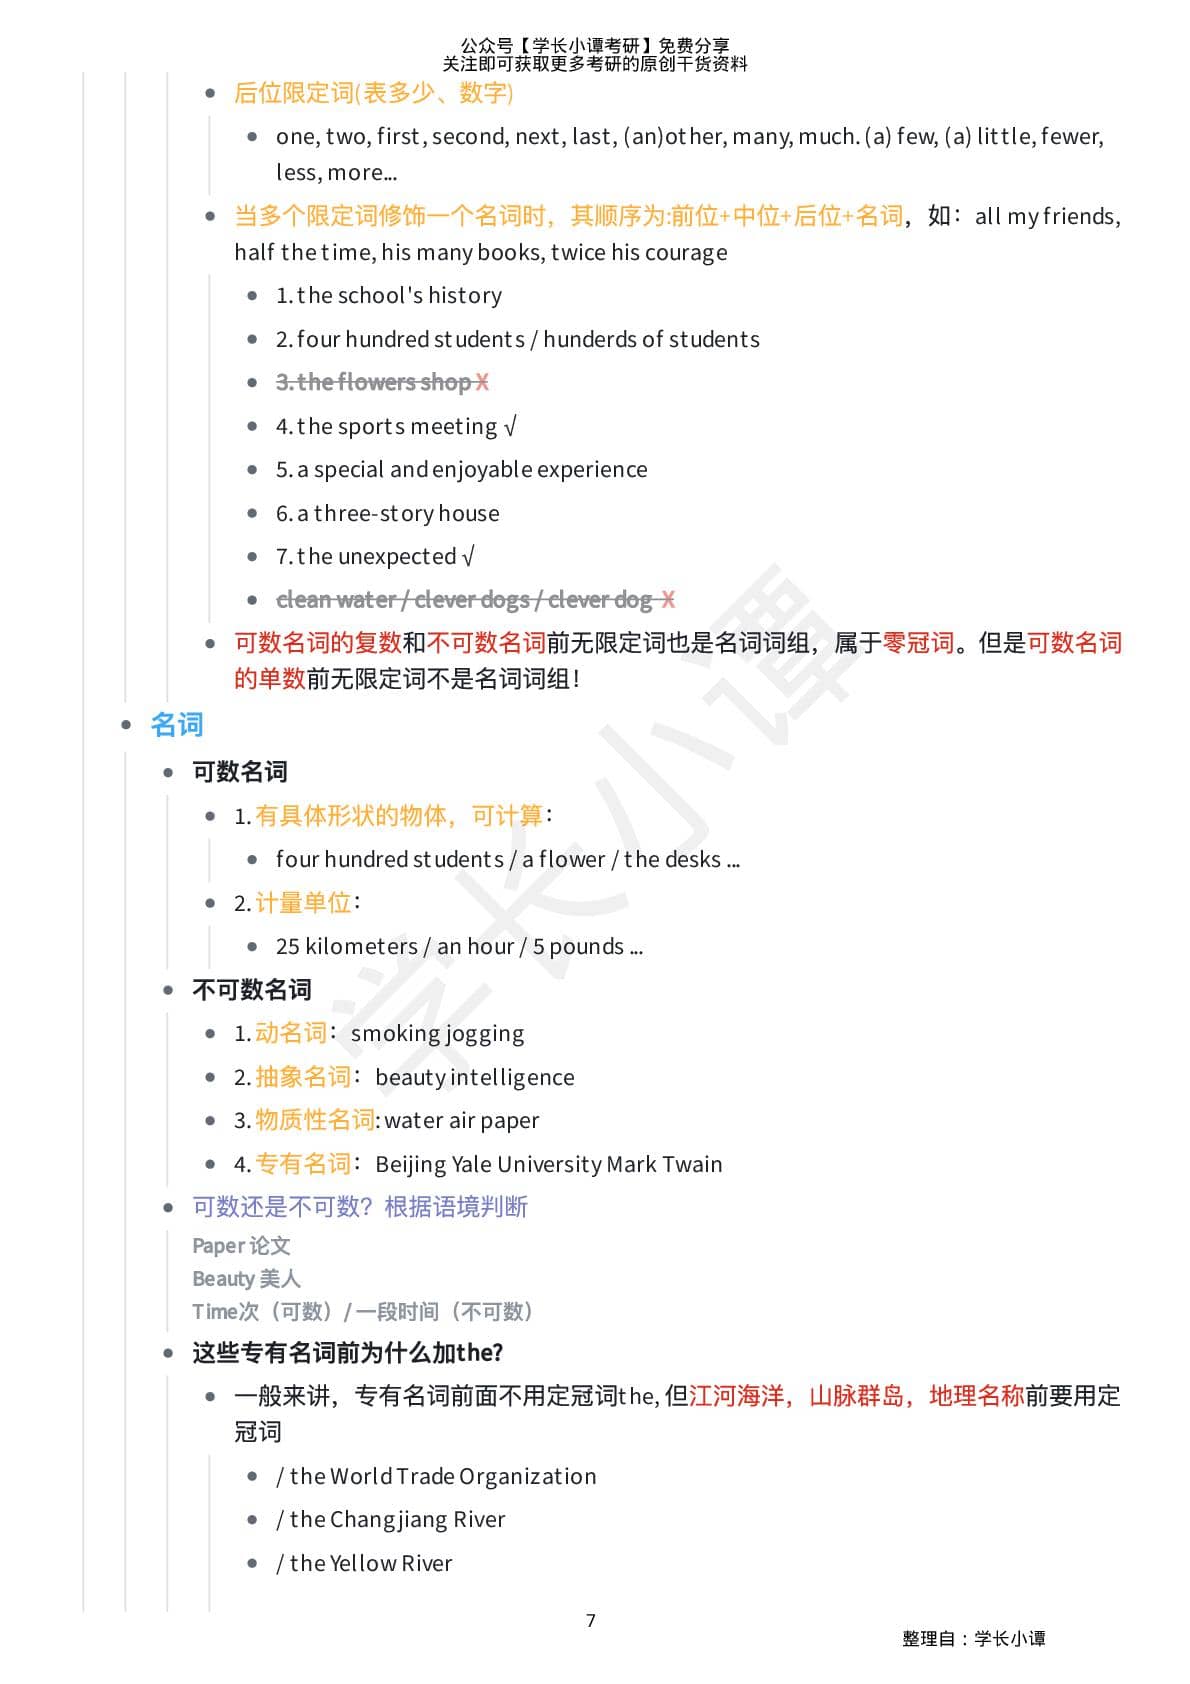 公众号【学长小谭考研】免费分享
关注即可获取更多考研的原创干货资料
后位限定词(表多少、数字)
one, two, first, second, next, last, (an)other, many, much. (a) few, (a) little, fewer,
less, more...
当多个限定词修饰一个名词时，其顺序为:前位+中位+后位+名词，如：all my friends,
half the time, his many books, twice his courage
1. the school's history
2. four hundred students / hunderds of students
3. the flowers shop X
4. the sports meeting √
5. a special and enjoyable experience
6. a three-story house
7. the unexpected √
clean water / clever dogs / clever dog X
可数名词的复数和不可数名词前无限定词也是名词词组，属于零冠词。但是可数名词
的单数前无限定词不是名词词组！
名词
可数名词
1. 有具体形状的物体，可计算：
four hundred students / a flower / the desks ...
2. 计量单位：
25 kilometers / an hour / 5 pounds ...
不可数名词
1. 动名词：smoking jogging
2. 抽象名词：beauty intelligence
3. 物质性名词: water air paper
4. 专有名词：Beijing Yale University Mark Twain
可数还是不可数？根据语境判断
Paper 论文
Beauty 美人
Time次（可数）/ 一段时间（不可数）
这些专有名词前为什么加the?
一般来讲，专有名词前面不用定冠词the, 但江河海洋，山脉群岛，地理名称前要用定
冠词
/ the World Trade Organization
/ the Changjiang River
/ the Yellow River
学长小谭
7
整理自：学长小谭